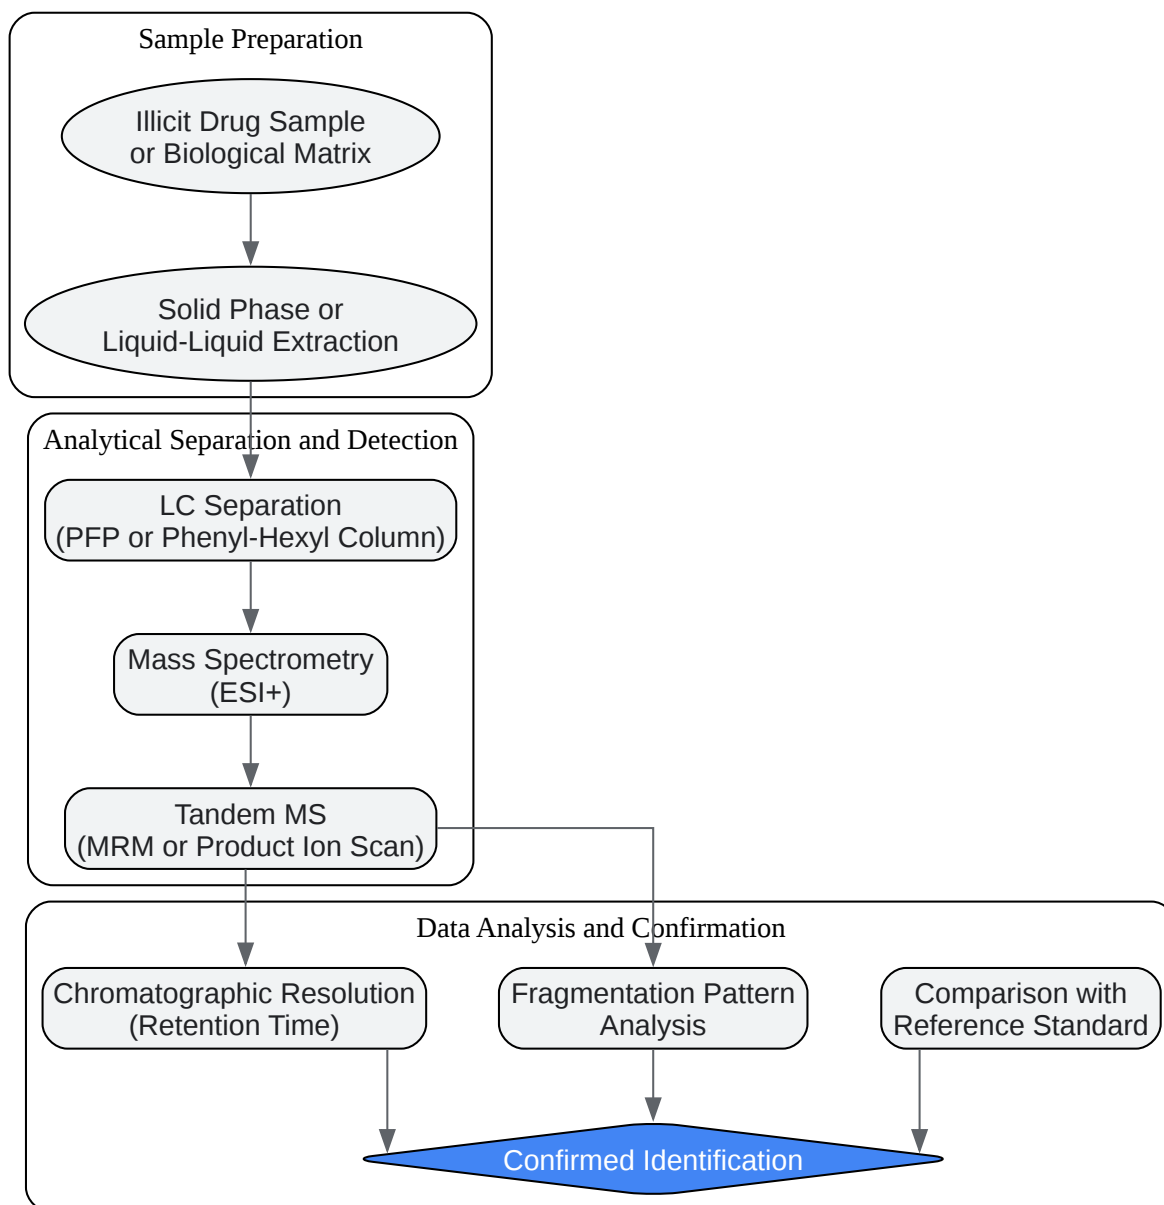 Sample Preparation
Illicit Drug Sample
or Biological Matrix
Solid Phase or
Liquid-Liquid Extraction
Analytical Separation and Detection
LC Separation
(PFP or Phenyl-Hexyl Column)
Mass Spectrometry
(ESI+)
Tandem MS
(MRM or Product Ion Scan)
Data Analysis and Confirmation
Chromatographic Resolution
(Retention Time)
Fragmentation Pattern
Analysis
Comparison with
Reference Standard
Confirmed Identification